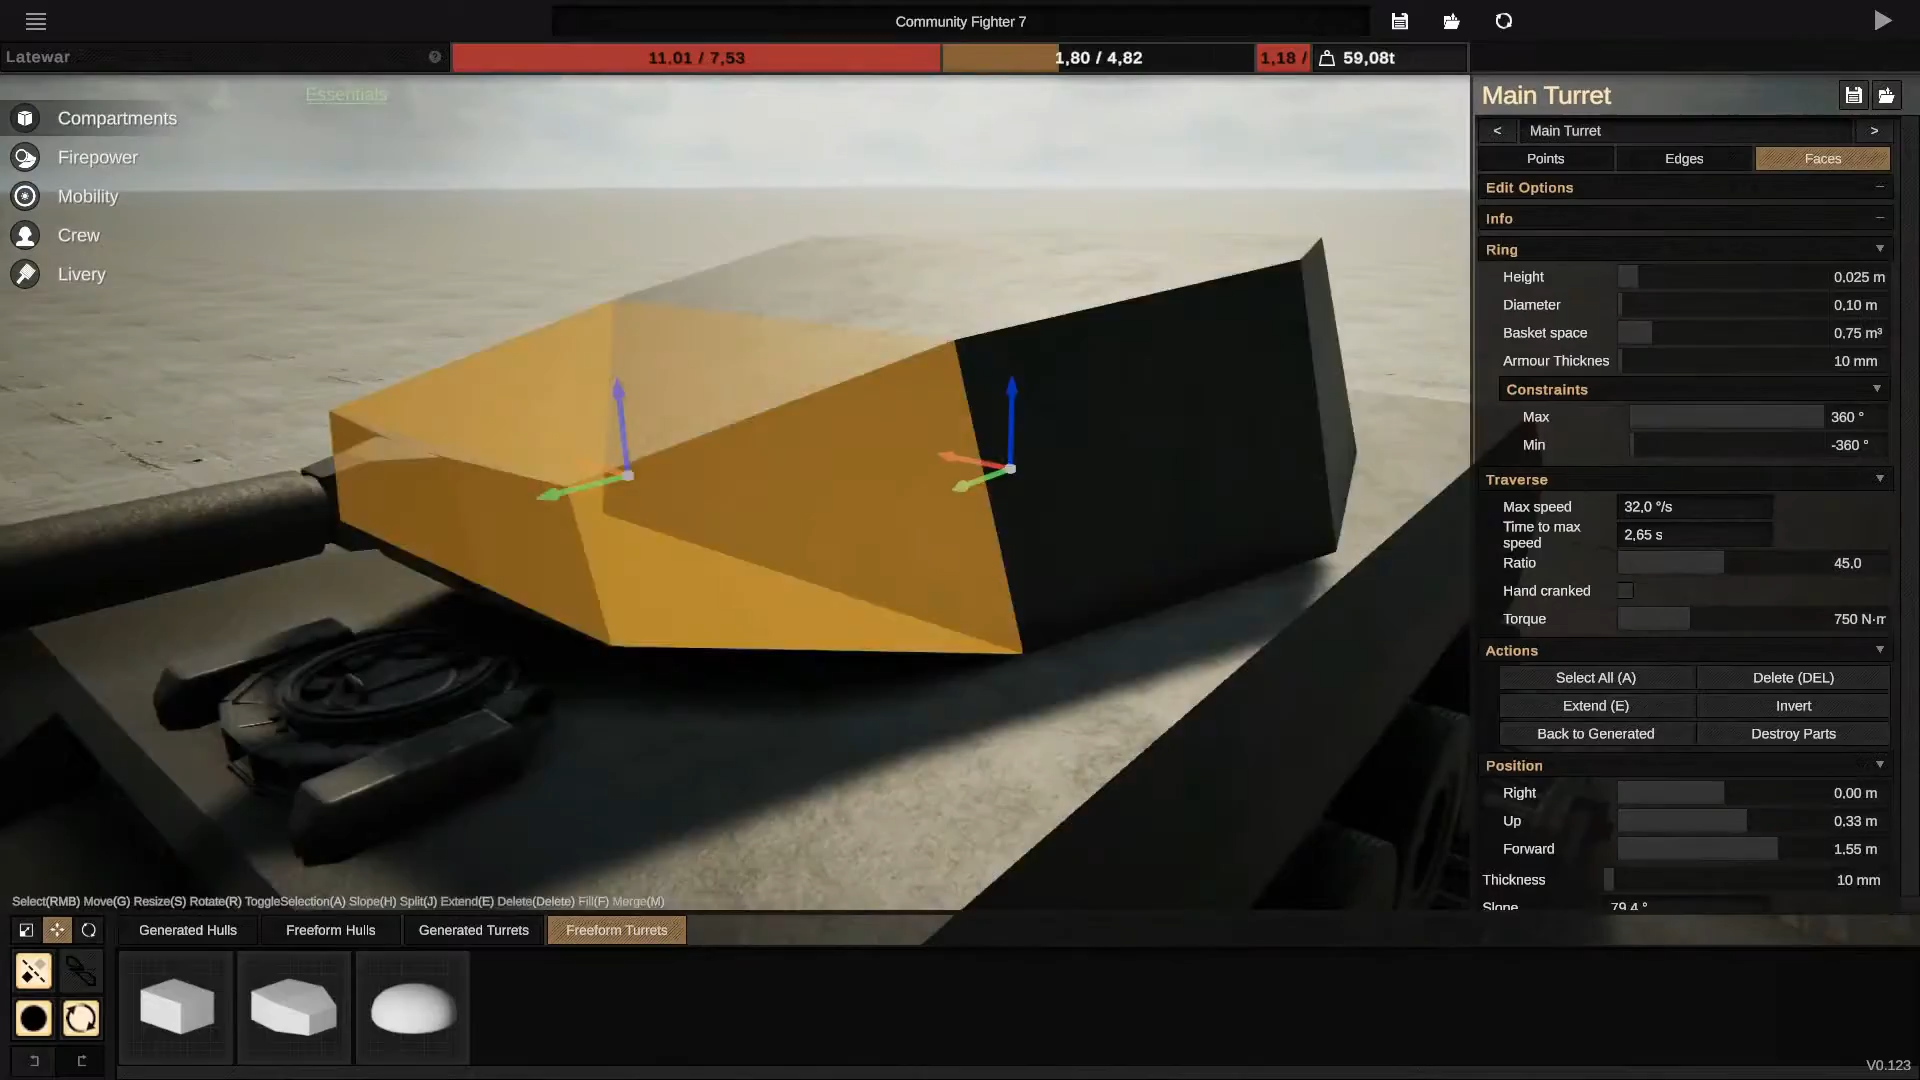 Community Fighter 7
Latewar
11,01 / 7,53
1,80 / 4,82
1,18 /
59,08t
Essentials
Compartments
Firepower
Mobility
Crew
Livery
Main Turret
< Main Turret >
Points Edges Faces
Edit Options
Info
Ring
Height 0,025 m
Diameter 0,10 m
Basket space 0,75 m³
Armour Thicknes 10 mm
Constraints
Max 360 °
Min -360 °
Traverse
Max speed 32,0 °/s
Time to max speed 2,65 s
Ratio 45,0
Hand cranked
Torque 750 N·m
Actions
Select All (A) Delete (DEL)
Extend (E) Invert
Back to Generated Destroy Parts
Position
Right 0,00 m
Up 0,33 m
Forward 1,55 m
Thickness 10 mm
Slope 79,4 °
Select(RMB) Move(G) Resize(S) Rotate(R) ToggleSelection(A) Slope(H) Split(J) Extend(E) Delete(Delete) Fill(F) Merge(M)
Generated Hulls Freeform Hulls Generated Turrets Freeform Turrets
V0.123